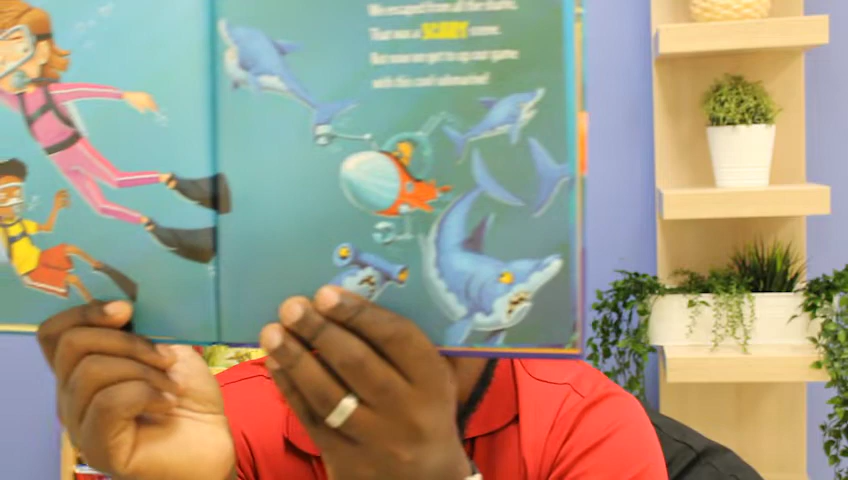 We escaped from all the sharks.
That was a SCARY scene.
But now we get to up our game
with this cool submarine!